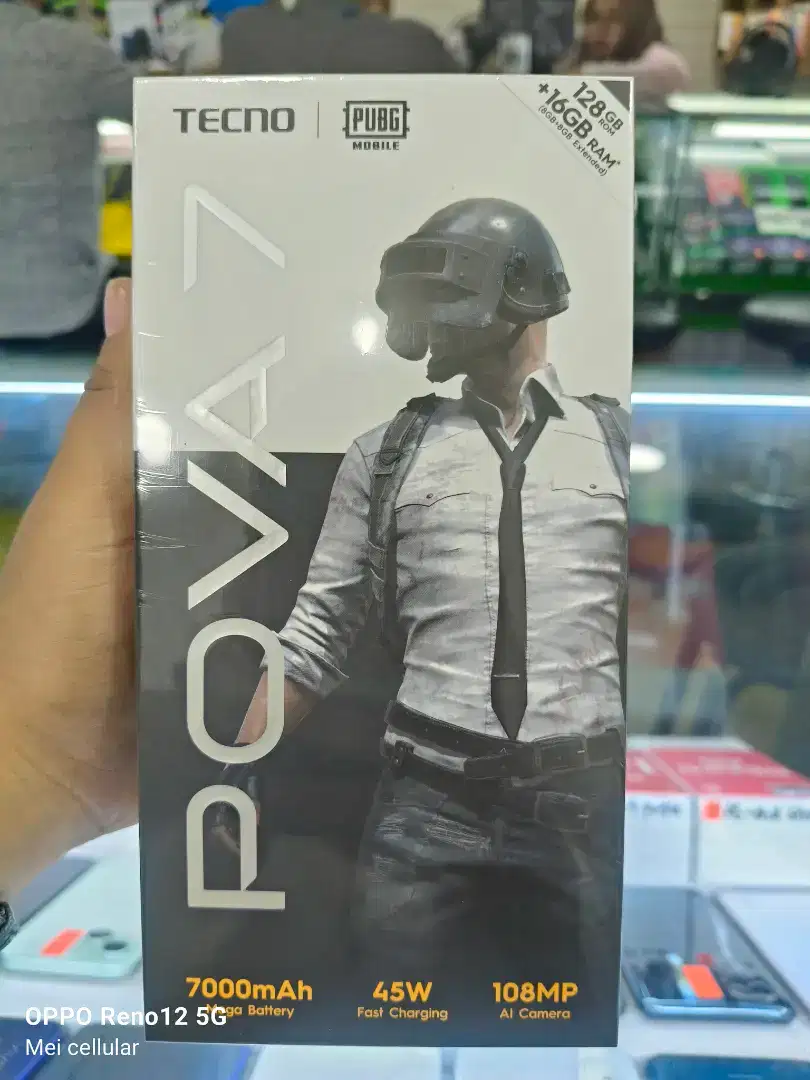 TECNO
PUBG
MOBILE
128GB
ROM
+16GB RAM*
(8GB+8GB Extended)
POVA 7
7000mAh
Mega Battery
45W
Fast Charging
108MP
AI Camera
OPPO Reno12 5G
Mei cellular